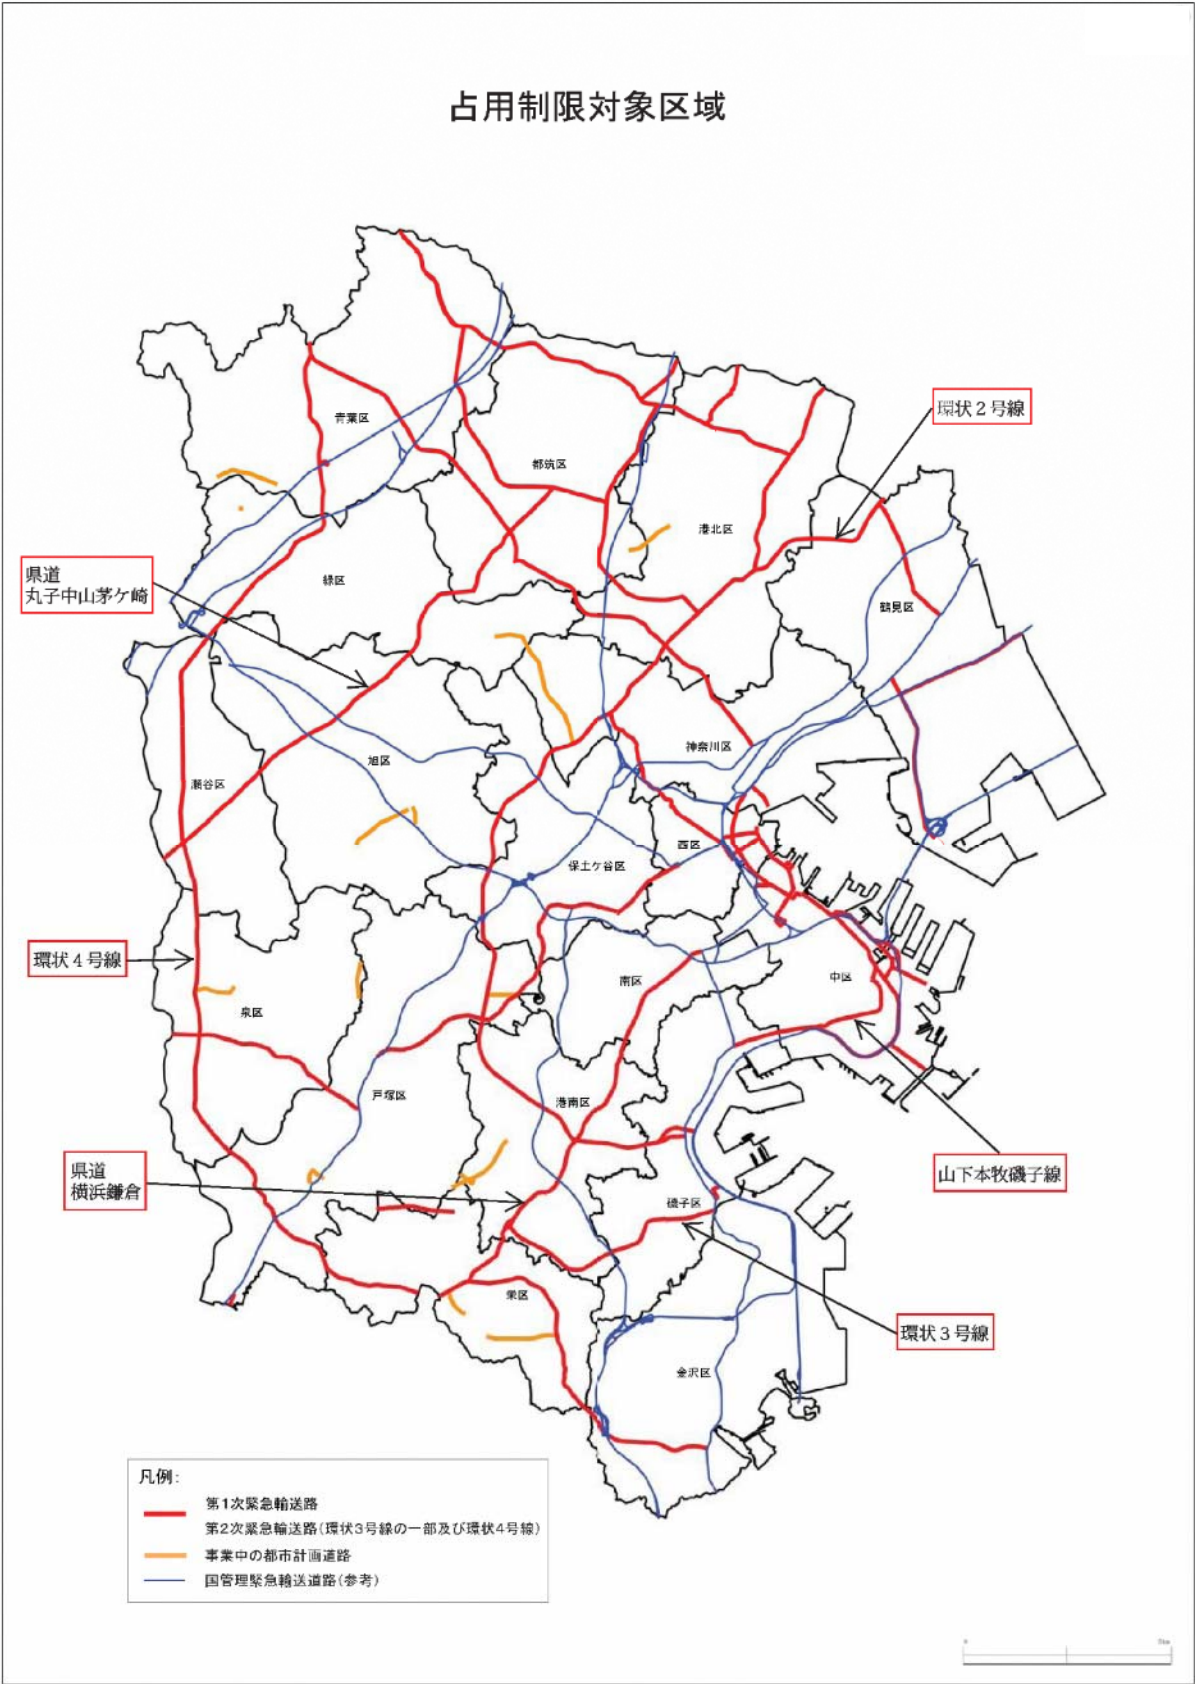 占用制限対象区域
環状２号線
青葉区
都筑区
港北区
県道
丸子中山茅ケ崎
緑区
鶴見区
神奈川区
旭区
瀬谷区
西区
保土ケ谷区
環状４号線
南区
中区
泉区
戸塚区
港南区
県道
横浜鎌倉
山下本牧磯子線
磯子区
栄区
環状３号線
金沢区
凡例:
第1次緊急輸送路
第2次緊急輸送路(環状3号線の一部及び環状4号線)
事業中の都市計画道路
国管理緊急輸送道路(参考)